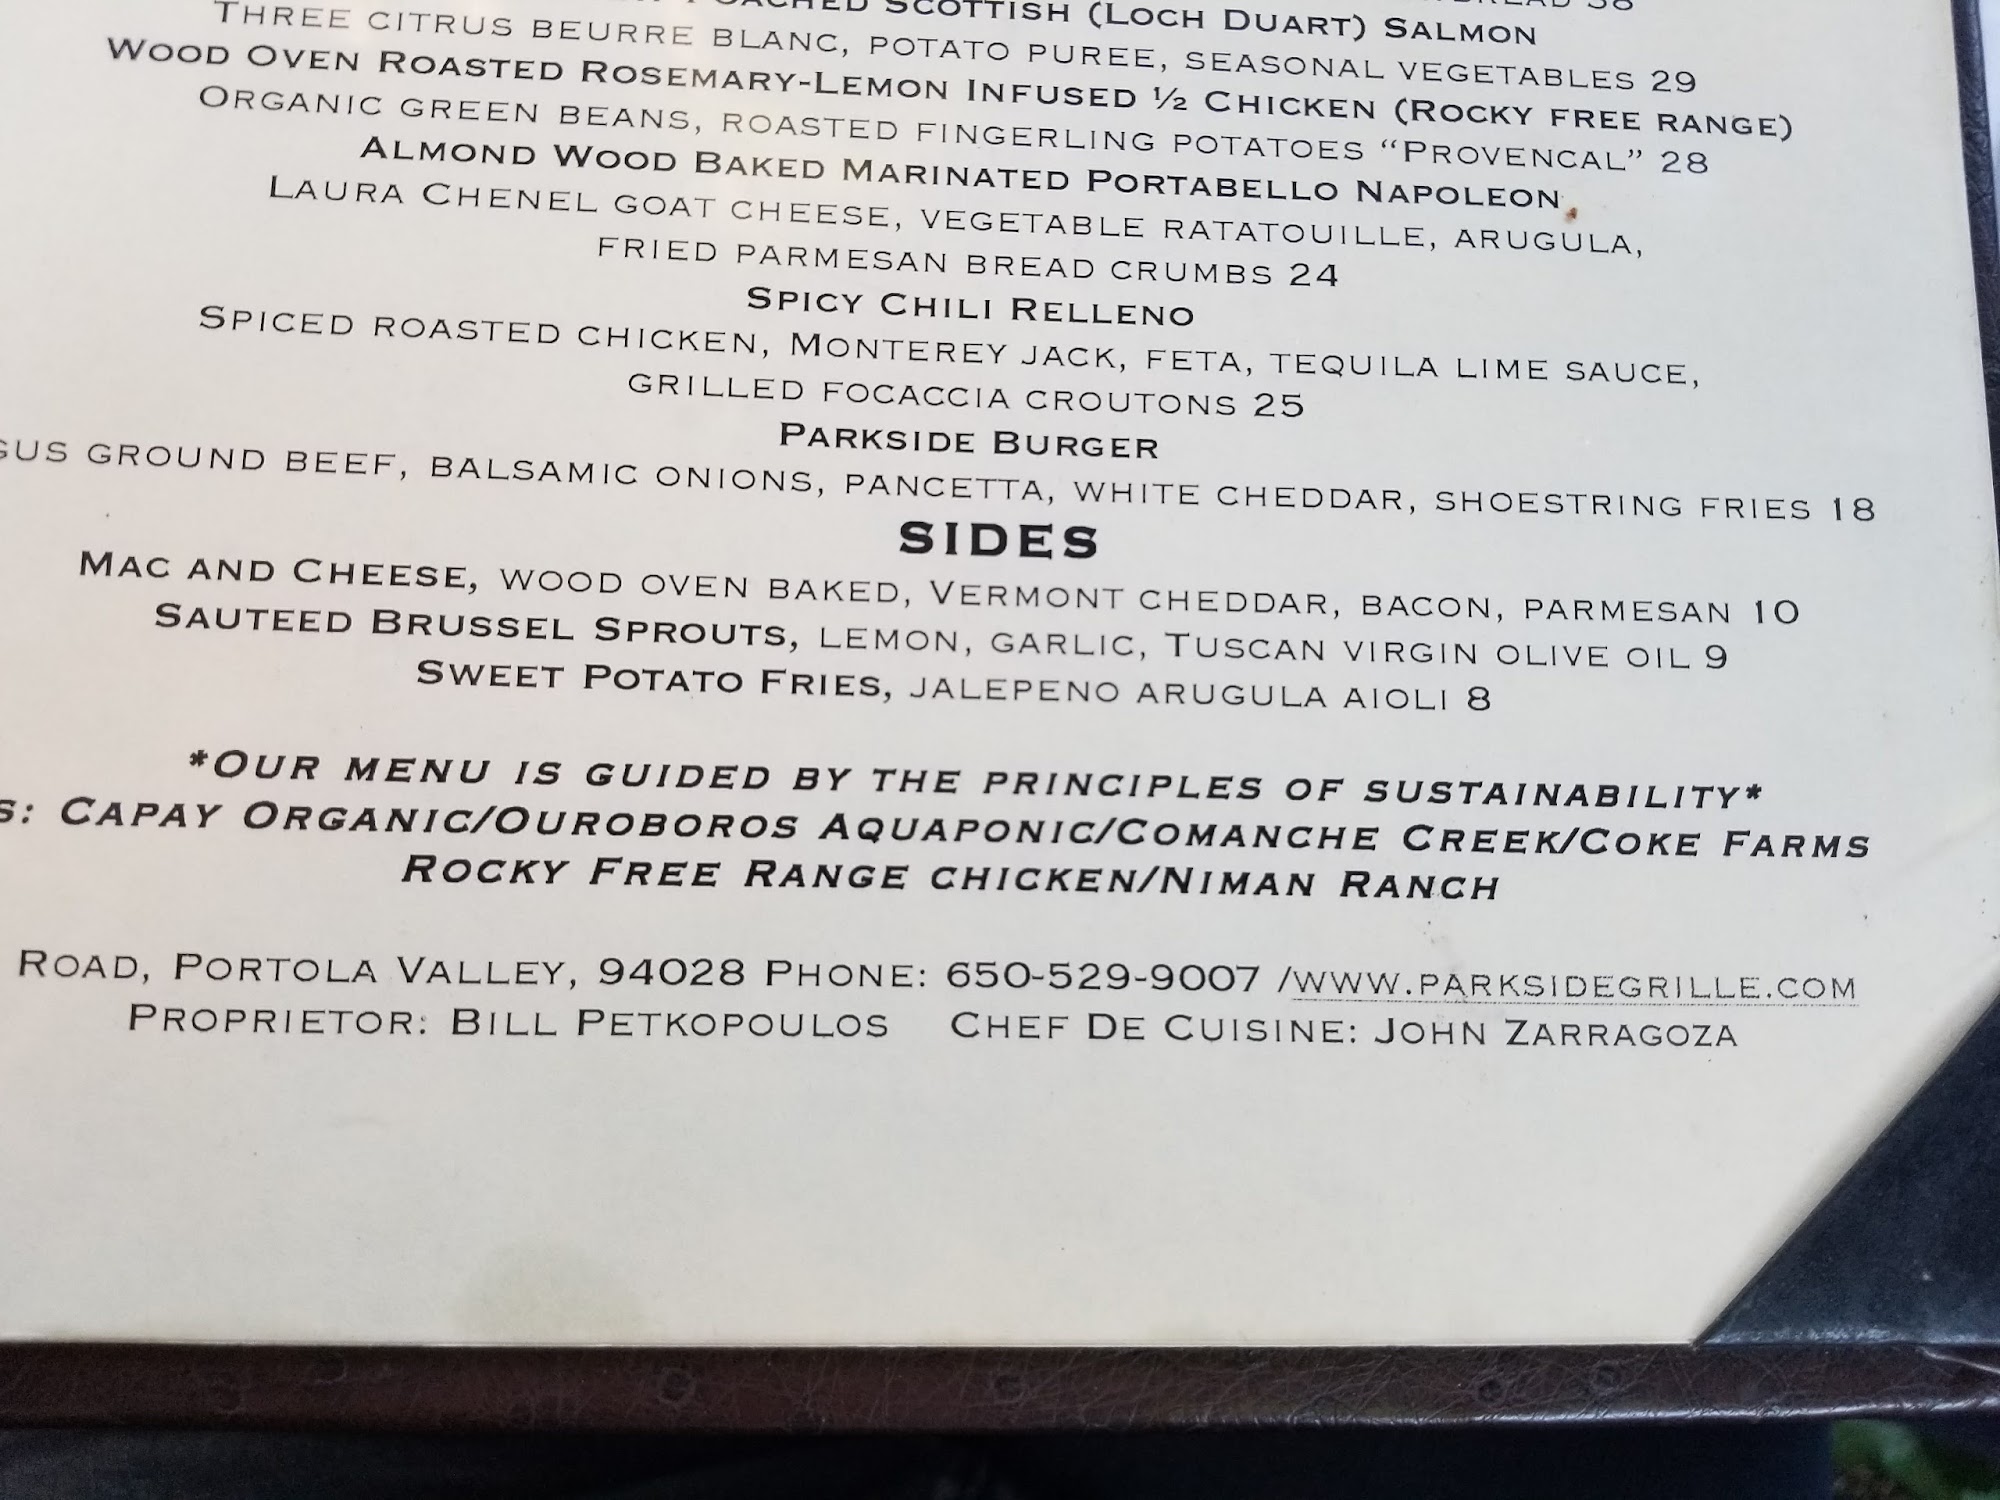 POACHED SCOTTISH (LOCH DUART) SALMON
THREE CITRUS BEURRE BLANC, POTATO PUREE, SEASONAL VEGETABLES 29
WOOD OVEN ROASTED ROSEMARY-LEMON INFUSED ½ CHICKEN (ROCKY FREE RANGE)
ORGANIC GREEN BEANS, ROASTED FINGERLING POTATOES “PROVENCAL” 28
ALMOND WOOD BAKED MARINATED PORTABELLO NAPOLEON
LAURA CHENEL GOAT CHEESE, VEGETABLE RATATOUILLE, ARUGULA,
FRIED PARMESAN BREAD CRUMBS 24
SPICY CHILI RELLENO
SPICED ROASTED CHICKEN, MONTEREY JACK, FETA, TEQUILA LIME SAUCE,
GRILLED FOCACCIA CROUTONS 25
PARKSIDE BURGER
GUS GROUND BEEF, BALSAMIC ONIONS, PANCETTA, WHITE CHEDDAR, SHOESTRING FRIES 18
SIDES
MAC AND CHEESE, WOOD OVEN BAKED, VERMONT CHEDDAR, BACON, PARMESAN 10
SAUTEED BRUSSEL SPROUTS, LEMON, GARLIC, TUSCAN VIRGIN OLIVE OIL 9
SWEET POTATO FRIES, JALEPENO ARUGULA AIOLI 8
*OUR MENU IS GUIDED BY THE PRINCIPLES OF SUSTAINABILITY*
S: CAPAY ORGANIC/OUROBOROS AQUAPONIC/COMANCHE CREEK/COKE FARMS
ROCKY FREE RANGE CHICKEN/NIMAN RANCH
ROAD, PORTOLA VALLEY, 94028 PHONE: 650-529-9007 /WWW.PARKSIDEGRILLE.COM
PROPRIETOR: BILL PETKOPOULOS CHEF DE CUISINE: JOHN ZARRAGOZA